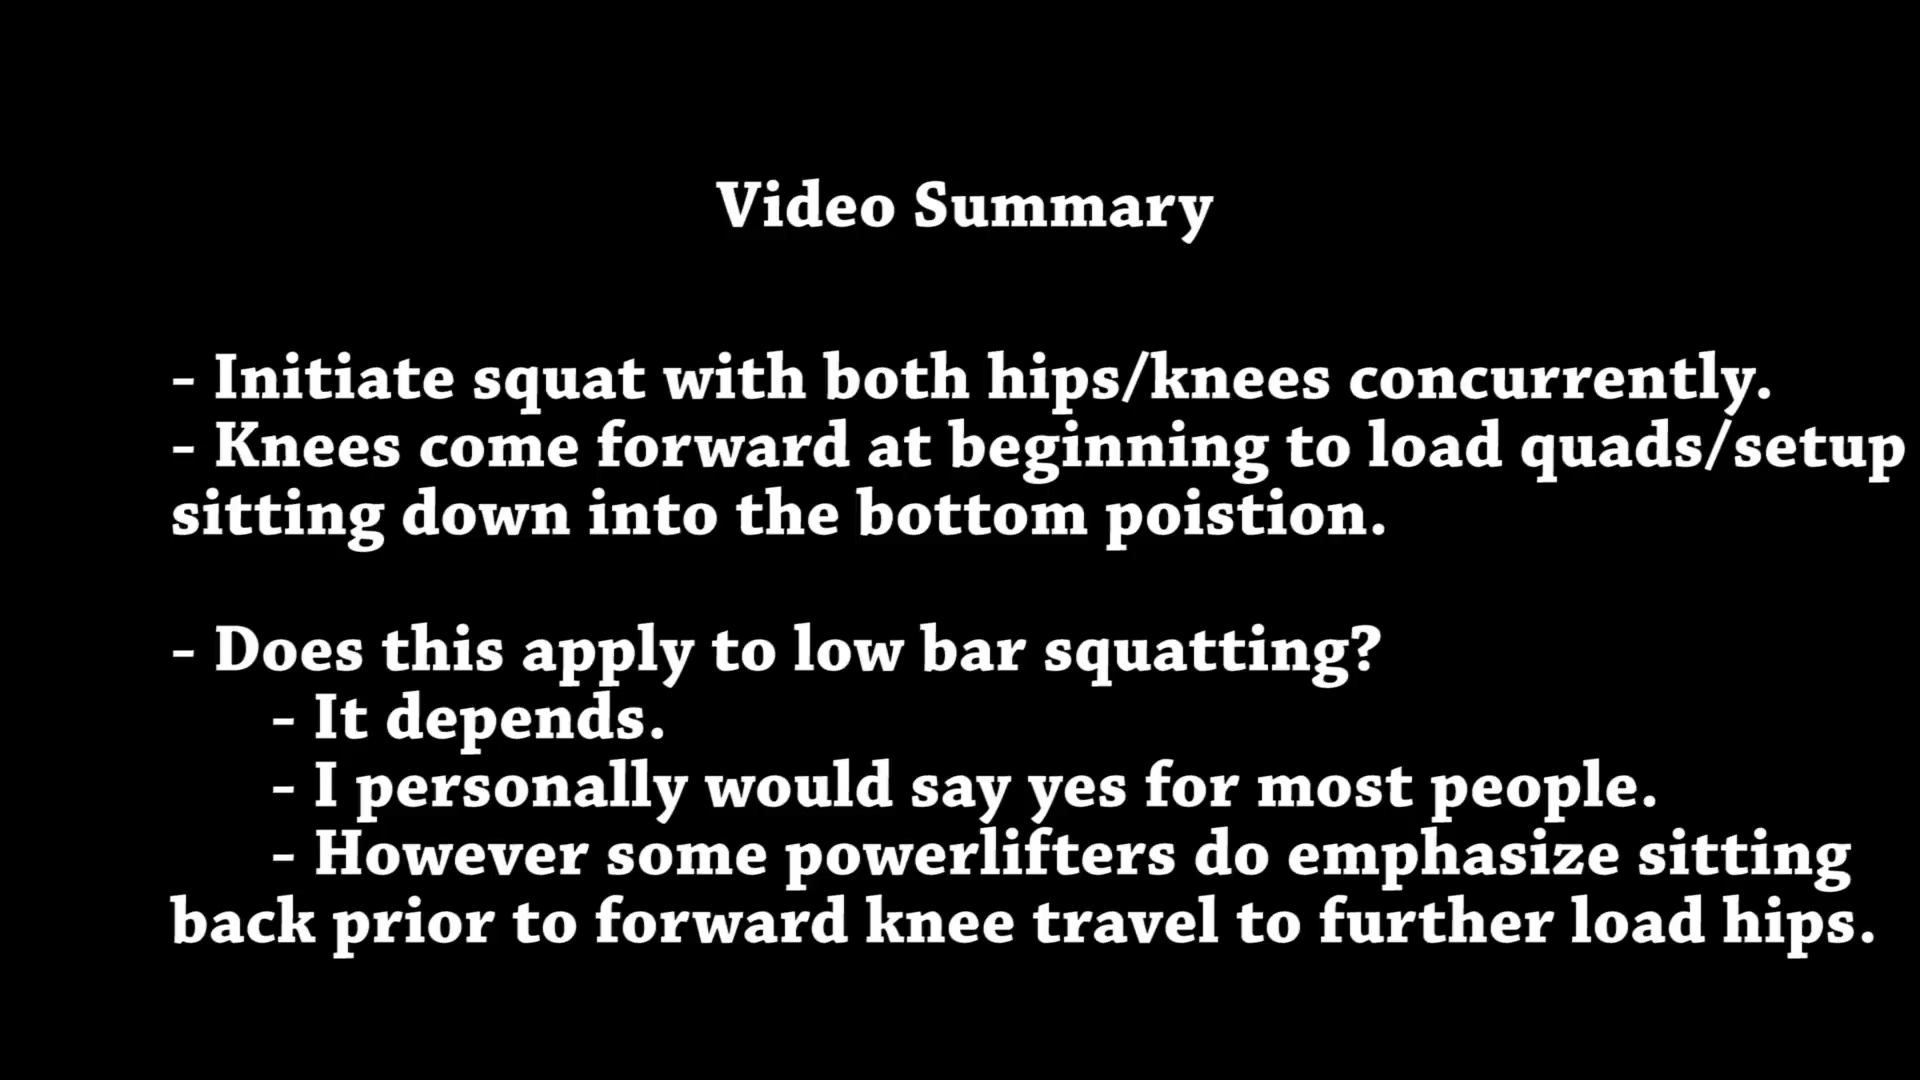 Video Summary
- Initiate squat with both hips/knees concurrently.
- Knees come forward at beginning to load quads/setup
sitting down into the bottom poistion.
- Does this apply to low bar squatting?
- It depends.
- I personally would say yes for most people.
- However some powerlifters do emphasize sitting
back prior to forward knee travel to further load hips.